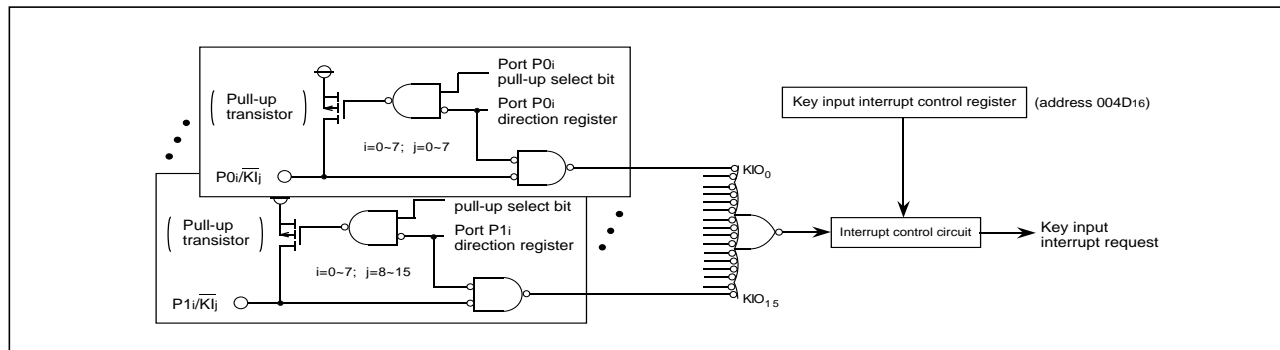 Port P0i
pull-up select bit
Port P0i
direction register
( Pull-up
transistor )
i=0~7; j=0~7
P0i/KIj
Key input interrupt control register
(address 004D16)
KIO0
pull-up select bit
Port P1i
direction register
( Pull-up
transistor )
i=0~7; j=8~15
P1i/KIj
KIO15
Interrupt control circuit
Key input
interrupt request